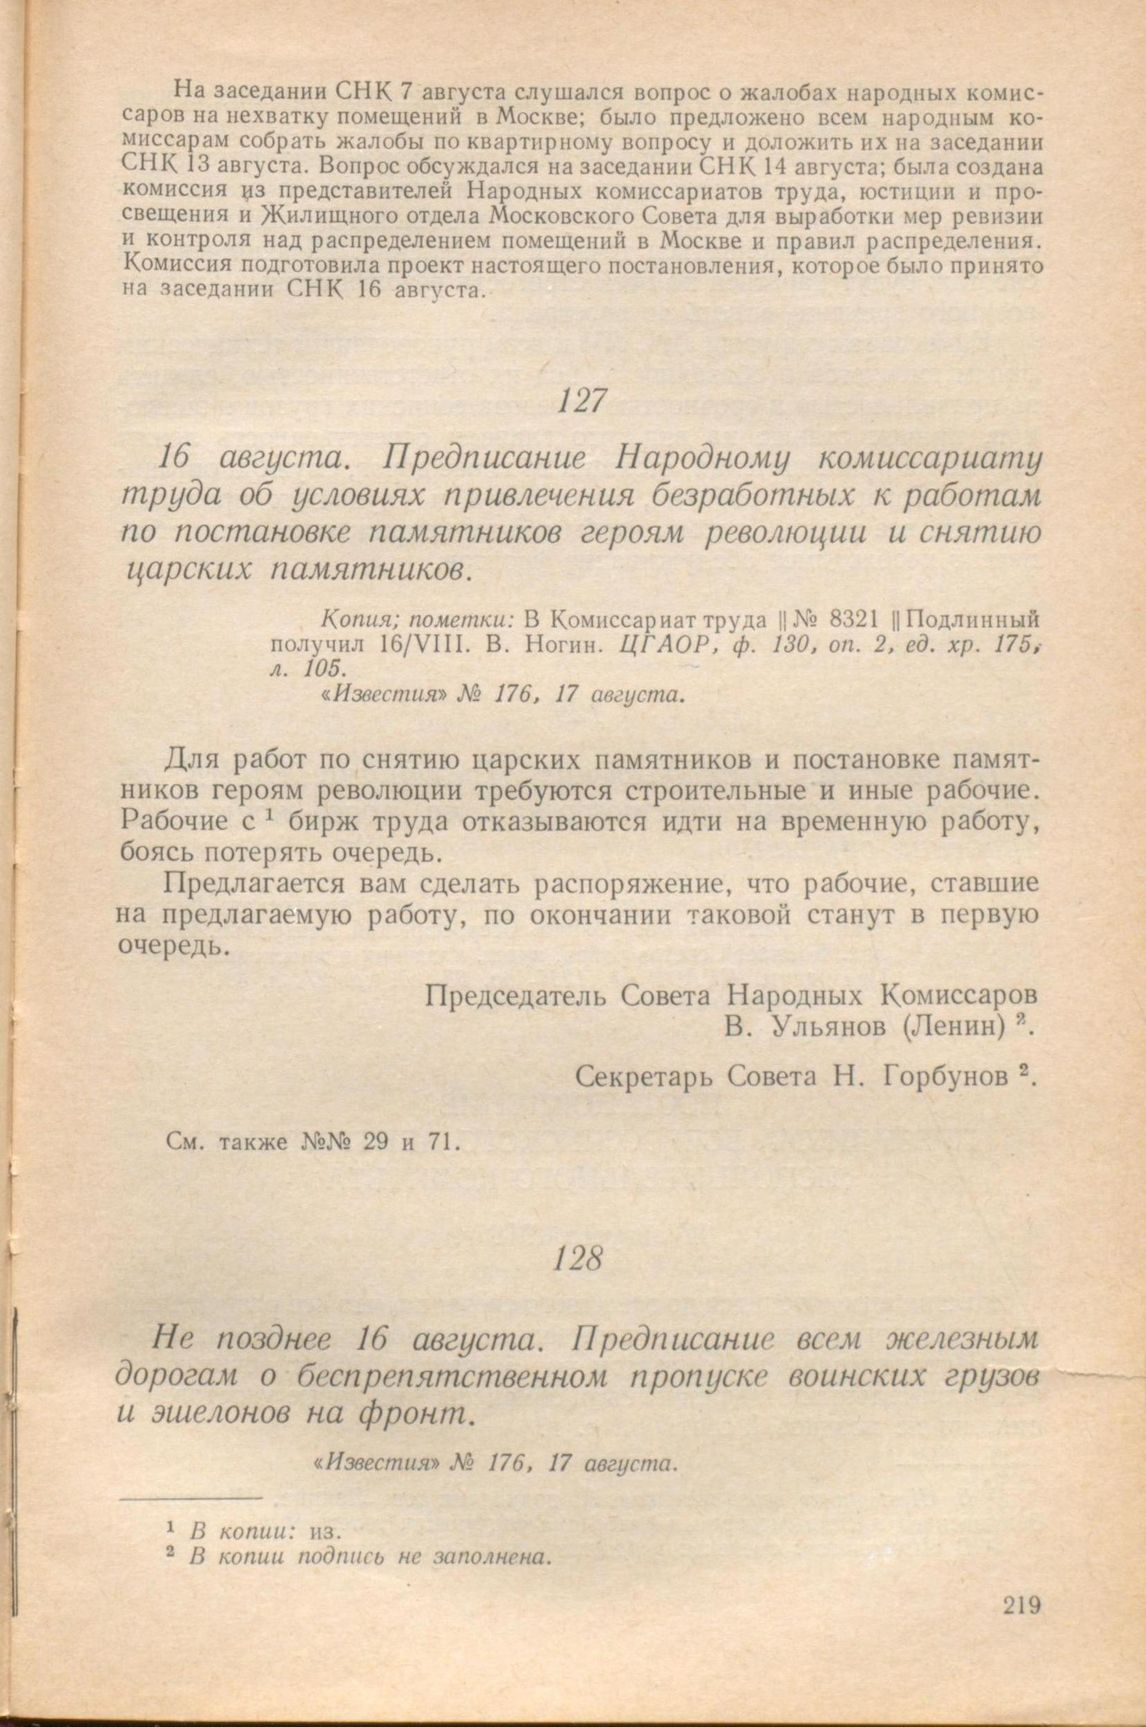 На заседании СНК 7 августа слушался вопрос о жалобах народных комис-
саров на нехватку помещений в Москве; было предложено всем народным ко-
миссарам собрать жалобы по квартирному вопросу и доложить их на заседании
СНК 13 августа. Вопрос обсуждался на заседании СНК 14 августа; была создана
комиссия из представителей Народных комиссариатов труда, юстиции и про-
свещения и Жилищного отдела Московского Совета для выработки мер ревизии
и контроля над распределением помещений в Москве и правил распределения.
Комиссия подготовила проект настоящего постановления, которое было принято
на заседании СНК 16 августа.
127
16 августа. Предписание Народному комиссариату
труда об условиях привлечения безработных к работам
по постановке памятников героям революции и снятию
царских памятников.
Копия; пометки: В Комиссариат труда || № 8321 || Подлинный
получил 16/VIII. В. Ногин. ЦГАОР, ф. 130, оп. 2, ед. хр. 175,
л. 105.
«Известия» № 176, 17 августа.
Для работ по снятию царских памятников и постановке памят-
ников героям революции требуются строительные и иные рабочие.
Рабочие с ¹ бирж труда отказываются идти на временную работу,
боясь потерять очередь.
Предлагается вам сделать распоряжение, что рабочие, ставшие
на предлагаемую работу, по окончании таковой станут в первую
очередь.
Председатель Совета Народных Комиссаров
В. Ульянов (Ленин) ².
Секретарь Совета Н. Горбунов ².
См. также №№ 29 и 71.
128
Не позднее 16 августа. Предписание всем железным
дорогам о беспрепятственном пропуске воинских грузов
и эшелонов на фронт.
«Известия» № 176, 17 августа.
¹ В копии: из.
² В копии подпись не заполнена.
219